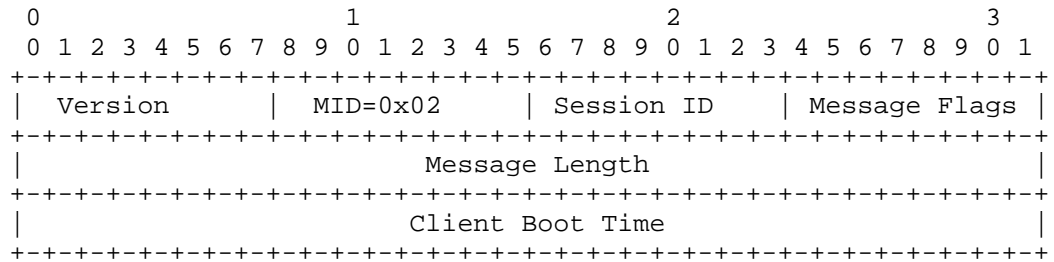 0                   1                   2                   3
 0 1 2 3 4 5 6 7 8 9 0 1 2 3 4 5 6 7 8 9 0 1 2 3 4 5 6 7 8 9 0 1
+-+-+-+-+-+-+-+-+-+-+-+-+-+-+-+-+-+-+-+-+-+-+-+-+-+-+-+-+-+-+-+-+
|  Version      |  MID=0x02     | Session ID    | Message Flags |
+-+-+-+-+-+-+-+-+-+-+-+-+-+-+-+-+-+-+-+-+-+-+-+-+-+-+-+-+-+-+-+-+
|                         Message Length                        |
+-+-+-+-+-+-+-+-+-+-+-+-+-+-+-+-+-+-+-+-+-+-+-+-+-+-+-+-+-+-+-+-+
|                        Client Boot Time                       |
+-+-+-+-+-+-+-+-+-+-+-+-+-+-+-+-+-+-+-+-+-+-+-+-+-+-+-+-+-+-+-+-+